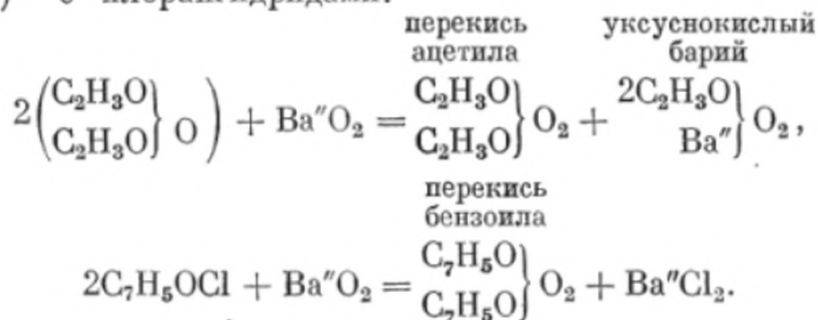 ) с хлорангидридами:
перекись ацетила уксуснокислый барий
2(C₂H₃O C₂H₃O} O) + Ba″O₂ = C₂H₃O C₂H₃O} O₂ + 2C₂H₃O Ba″} O₂,
перекись
бензоила
2C₇H₅OCl + Ba″O₂ = C₇H₅O C₇H₅O} O₂ + Ba″Cl₂.